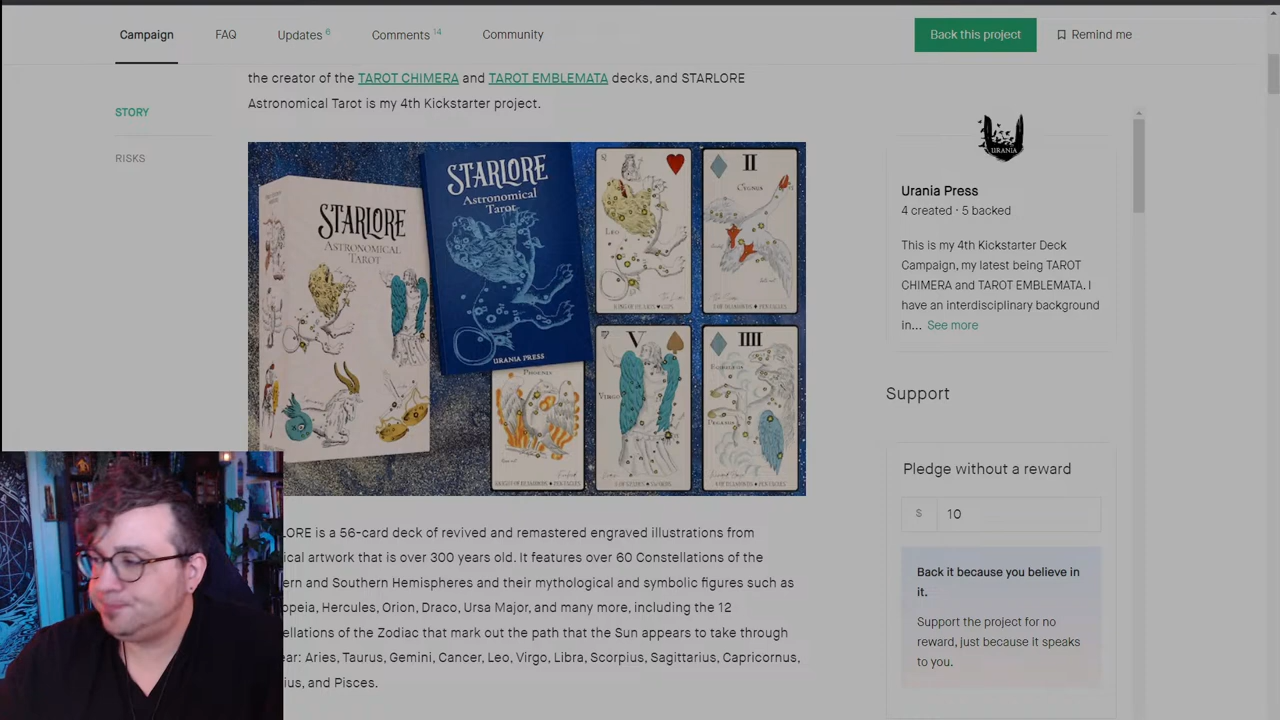 Campaign
FAQ
Updates 6
Comments 14
Community
Back this project
Remind me
the creator of the TAROT CHIMERA and TAROT EMBLEMATA decks, and STARLORE
Astronomical Tarot is my 4th Kickstarter project.
STORY
RISKS
STARLORE
ASTRONOMICAL
TAROT
STARLORE
Astronomical
Tarot
URANIA PRESS
LEO
II
CYGNUS
PHOENIX
V
VIRGO
IIII
PEGASUS
LORE is a 56-card deck of revived and remastered engraved illustrations from
ical artwork that is over 300 years old. It features over 60 Constellations of the
ern and Southern Hemispheres and their mythological and symbolic figures such as
opeia, Hercules, Orion, Draco, Ursa Major, and many more, including the 12
ellations of the Zodiac that mark out the path that the Sun appears to take through
ear: Aries, Taurus, Gemini, Cancer, Leo, Virgo, Libra, Scorpius, Sagittarius, Capricornus,
ius, and Pisces.
URANIA
Urania Press
4 created · 5 backed
This is my 4th Kickstarter Deck
Campaign, my latest being TAROT
CHIMERA and TAROT EMBLEMATA. I
have an interdisciplinary background
in... See more
Support
Pledge without a reward
$ 10
Back it because you believe in
it.
Support the project for no
reward, just because it speaks
to you.